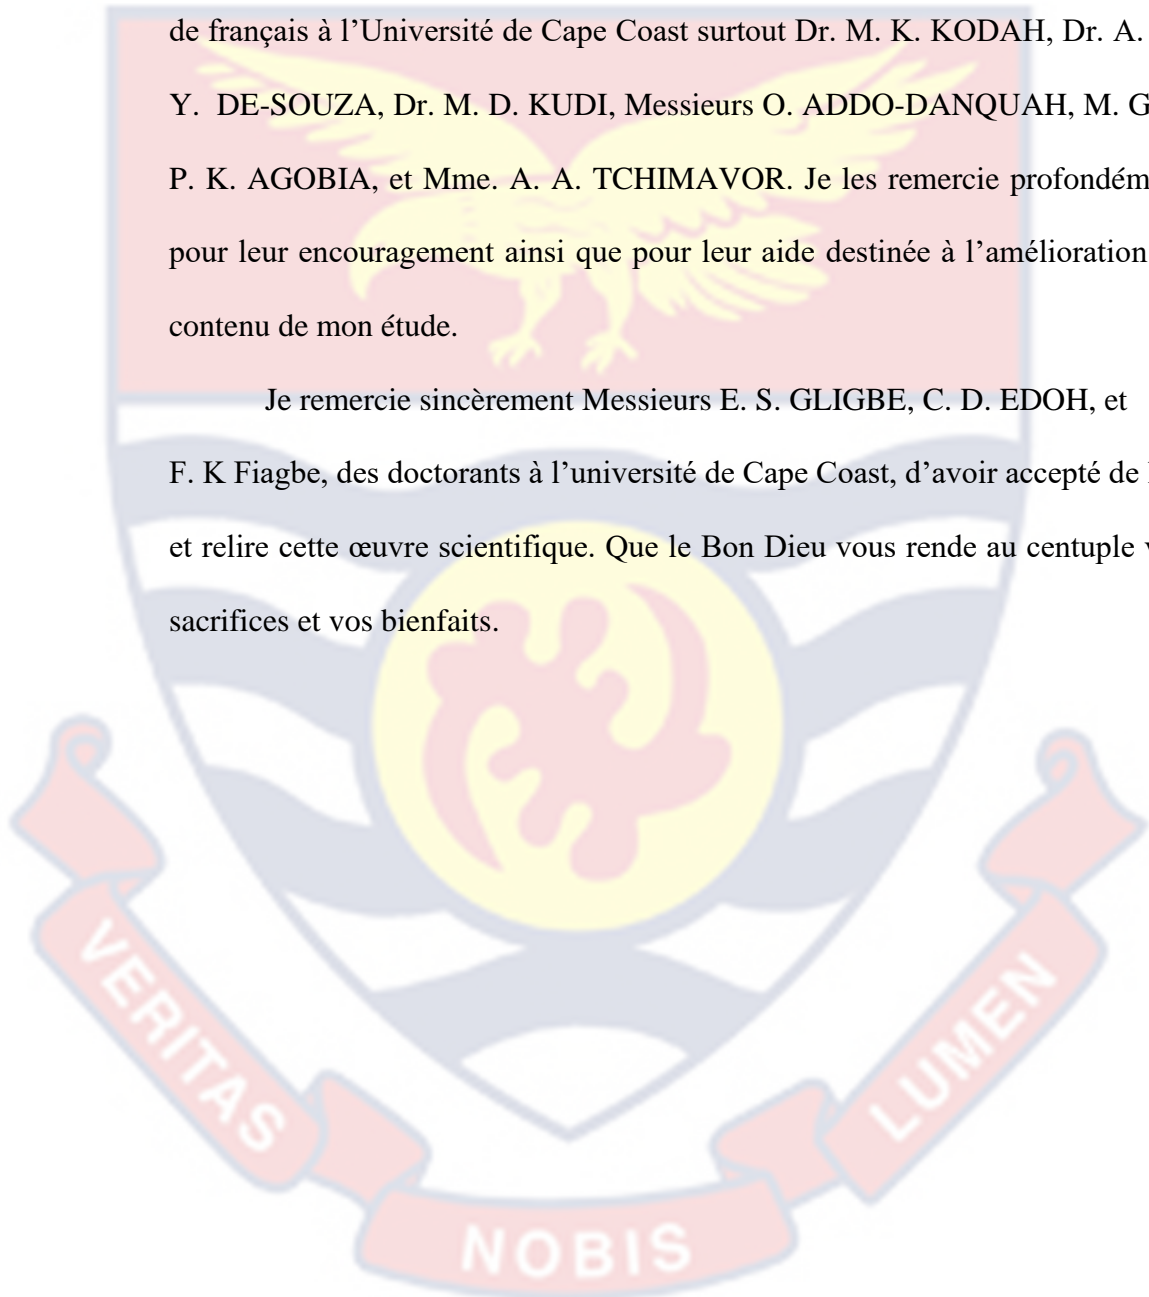 de français à l’Université de Cape Coast surtout Dr. M. K. KODAH, Dr. A.
Y. DE-SOUZA, Dr. M. D. KUDI, Messieurs O. ADDO-DANQUAH, M. G
P. K. AGOBIA, et Mme. A. A. TCHIMAVOR. Je les remercie profondém
pour leur encouragement ainsi que pour leur aide destinée à l’amélioration
contenu de mon étude.
Je remercie sincèrement Messieurs E. S. GLIGBE, C. D. EDOH, et
F. K Fiagbe, des doctorants à l’université de Cape Coast, d’avoir accepté de
et relire cette œuvre scientifique. Que le Bon Dieu vous rende au centuple
sacrifices et vos bienfaits.
VERITAS
NOBIS
LUMEN